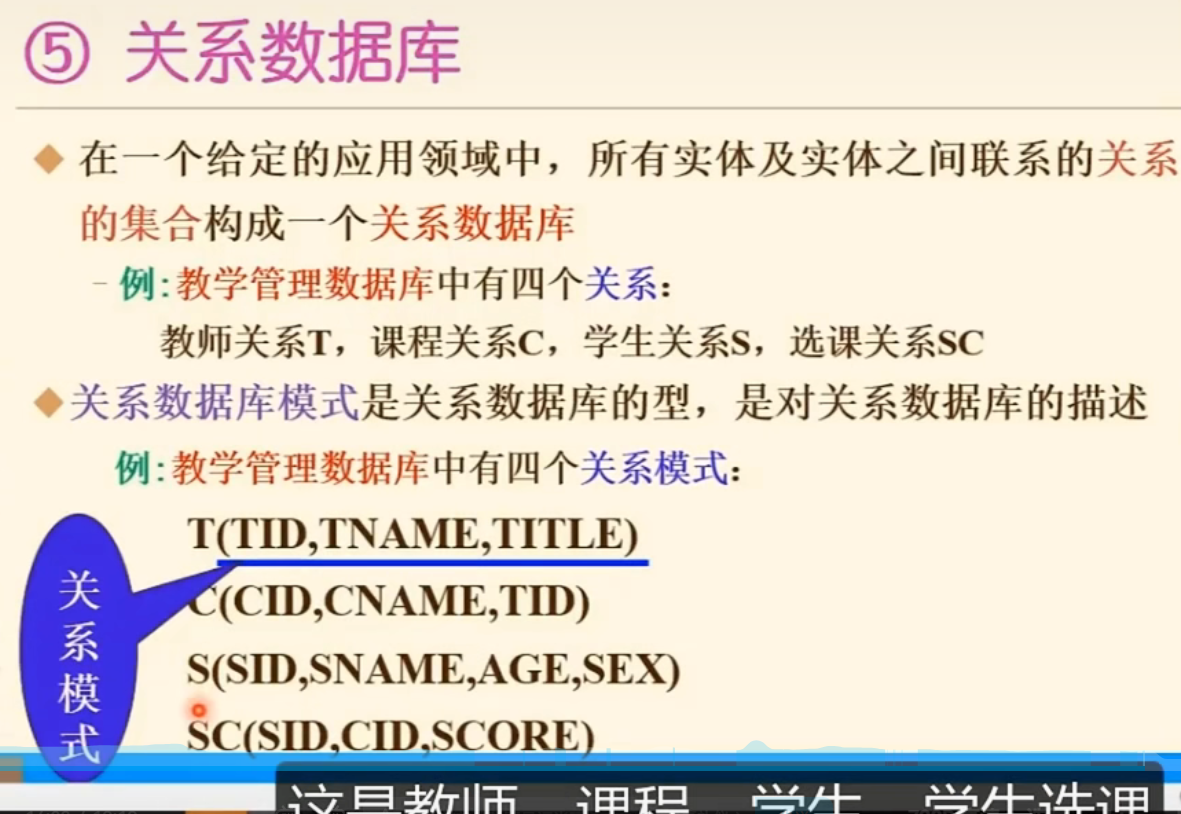 ⑤ 关系数据库
在一个给定的应用领域中，所有实体及实体之间联系的关系
的集合构成一个关系数据库
– 例:教学管理数据库中有四个关系：
教师关系T，课程关系C，学生关系S，选课关系SC
关系数据库模式是关系数据库的型，是对关系数据库的描述
例:教学管理数据库中有四个关系模式：
T(TID,TNAME,TITLE)
C(CID,CNAME,TID)
S(SID,SNAME,AGE,SEX)
SC(SID,CID,SCORE)
关
系
模
式
这是教师 课程 学生 学生选课